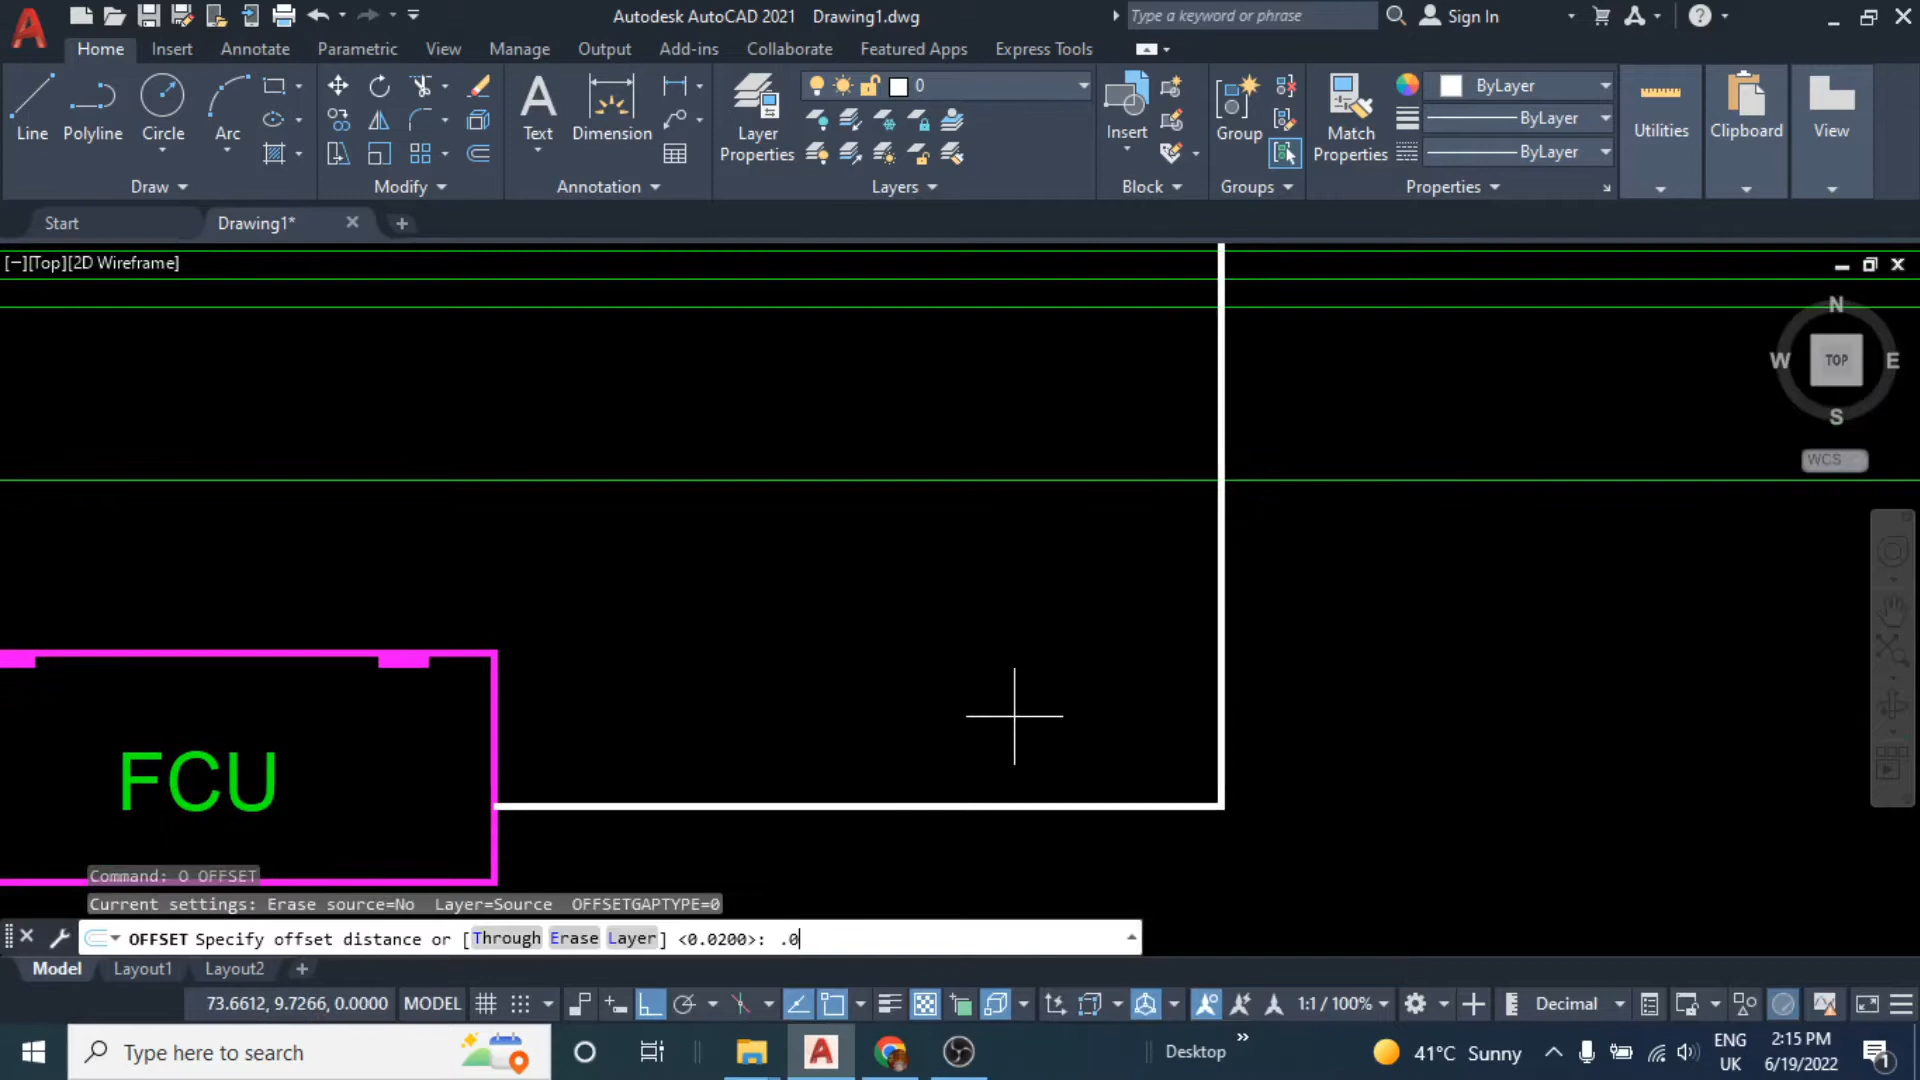 Autodesk AutoCAD 2021 Drawing1.dwg
Type a keyword or phrase
Sign In
Home Insert Annotate Parametric View Manage Output Add-ins Collaborate Featured Apps Express Tools
Line Polyline Circle Arc
Text Dimension
Layer Properties
0
Insert
Group
Match Properties
ByLayer
ByLayer
ByLayer
Utilities
Clipboard
View
Draw Modify Annotation Layers Block Groups Properties
Start Drawing1*
[−][Top][2D Wireframe]
N
W TOP E
S
WCS
FCU
Command: O OFFSET
Current settings: Erase source=No Layer=Source OFFSETGAPTYPE=0
OFFSET Specify offset distance or [Through Erase Layer] <0.0200>: .0
Model Layout1 Layout2
73.6612, 9.7266, 0.0000 MODEL 1:1 / 100% Decimal
Type here to search
Desktop
41°C Sunny
ENG
UK
2:15 PM
6/19/2022
1